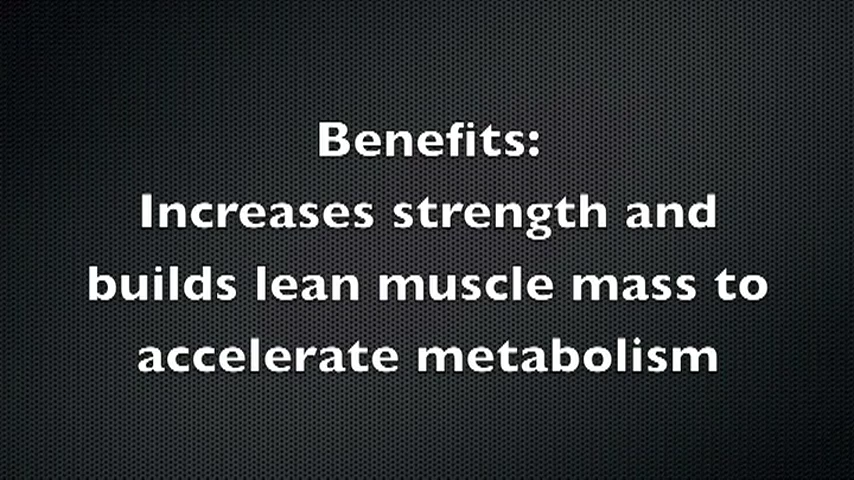 Benefits:
Increases strength and
builds lean muscle mass to
accelerate metabolism